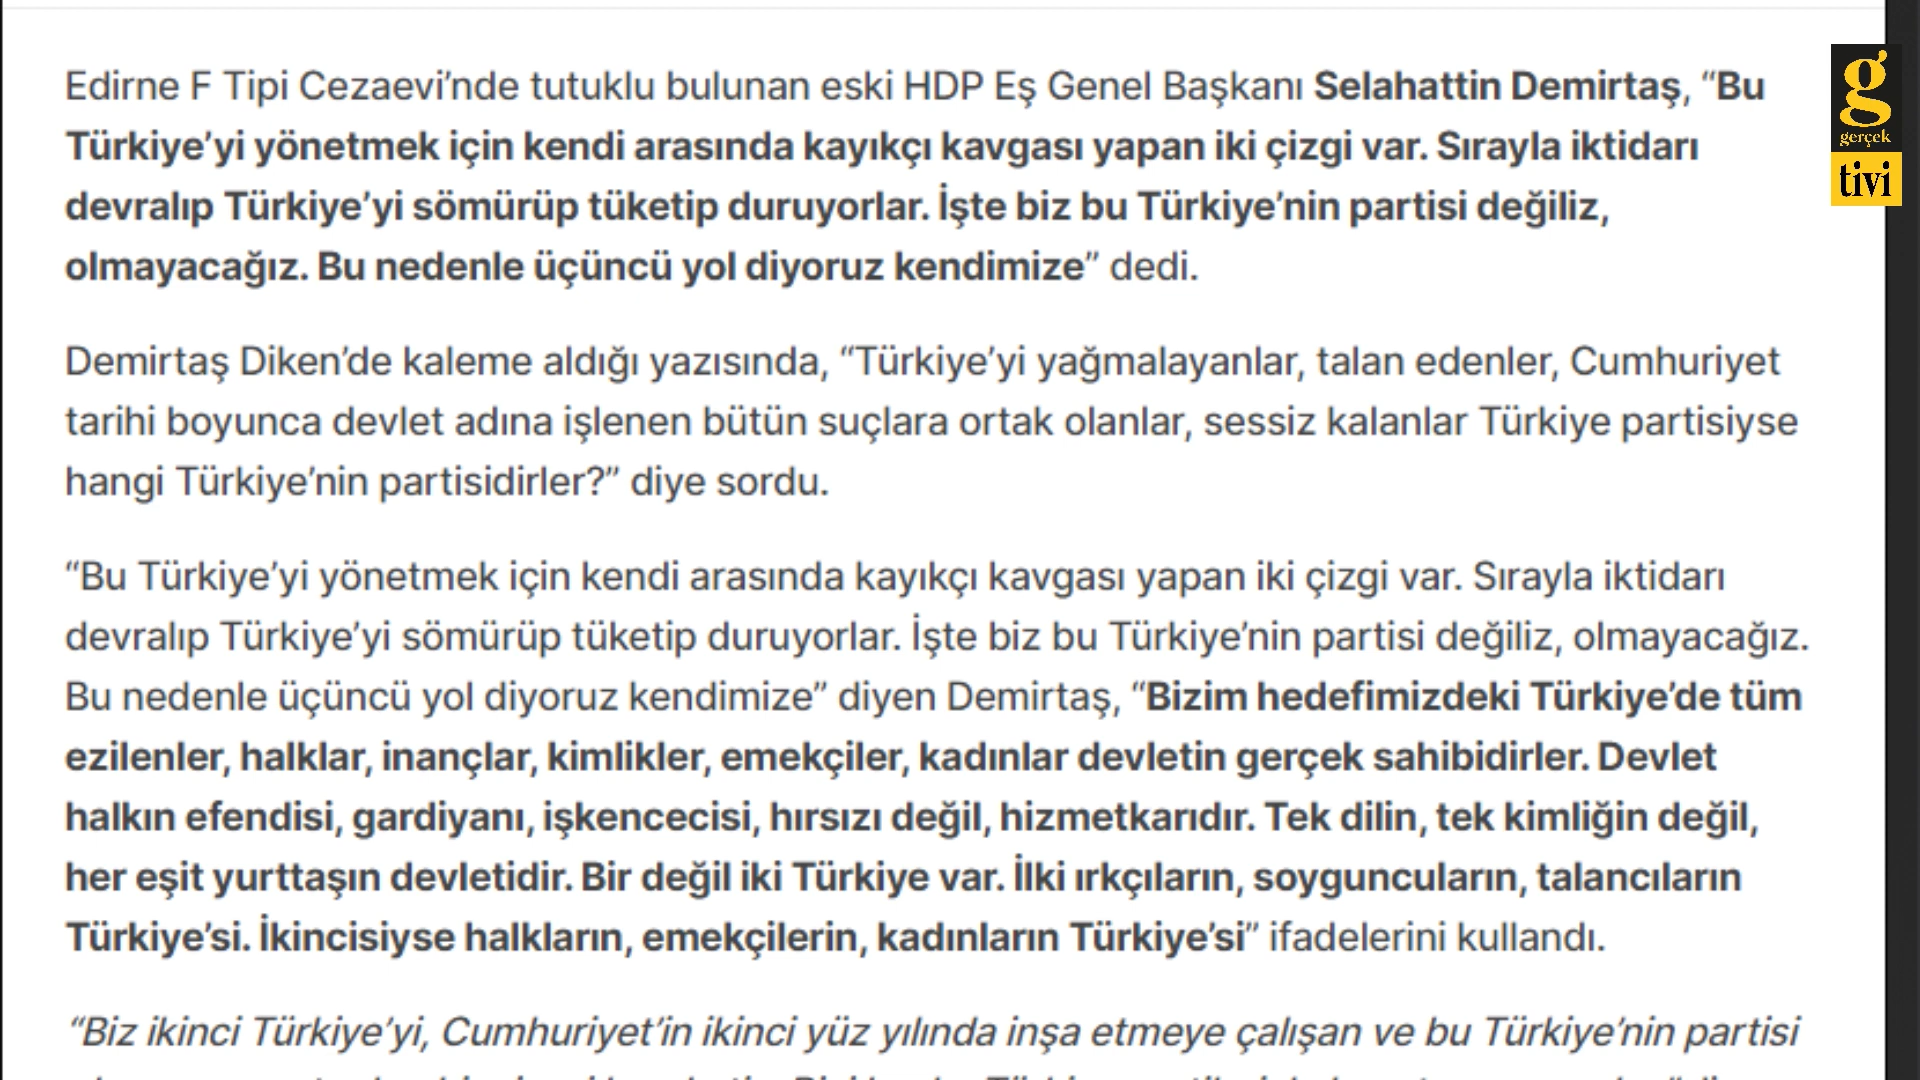 Edirne F Tipi Cezaevi’nde tutuklu bulunan eski HDP Eş Genel Başkanı Selahattin Demirtaş, “Bu
Türkiye’yi yönetmek için kendi arasında kayıkçı kavgası yapan iki çizgi var. Sırayla iktidarı
devralıp Türkiye’yi sömürüp tüketip duruyorlar. İşte biz bu Türkiye’nin partisi değiliz,
olmayacağız. Bu nedenle üçüncü yol diyoruz kendimize” dedi.
Demirtaş Diken’de kaleme aldığı yazısında, “Türkiye’yi yağmalayanlar, talan edenler, Cumhuriyet
tarihi boyunca devlet adına işlenen bütün suçlara ortak olanlar, sessiz kalanlar Türkiye partisiyse
hangi Türkiye’nin partisidirler?” diye sordu.
“Bu Türkiye’yi yönetmek için kendi arasında kayıkçı kavgası yapan iki çizgi var. Sırayla iktidarı
devralıp Türkiye’yi sömürüp tüketip duruyorlar. İşte biz bu Türkiye’nin partisi değiliz, olmayacağız.
Bu nedenle üçüncü yol diyoruz kendimize” diyen Demirtaş, “Bizim hedefimizdeki Türkiye’de tüm
ezilenler, halklar, inançlar, kimlikler, emekçiler, kadınlar devletin gerçek sahibidirler. Devlet
halkın efendisi, gardiyanı, işkencecisi, hırsızı değil, hizmetkarıdır. Tek dilin, tek kimliğin değil,
her eşit yurttaşın devletidir. Bir değil iki Türkiye var. İlki ırkçıların, soyguncuların, talancıların
Türkiye’si. İkincisiyse halkların, emekçilerin, kadınların Türkiye’si” ifadelerini kullandı.
“Biz ikinci Türkiye’yi, Cumhuriyet’in ikinci yüz yılında inşa etmeye çalışan ve bu Türkiye’nin partisi
g
gerçek
tivi